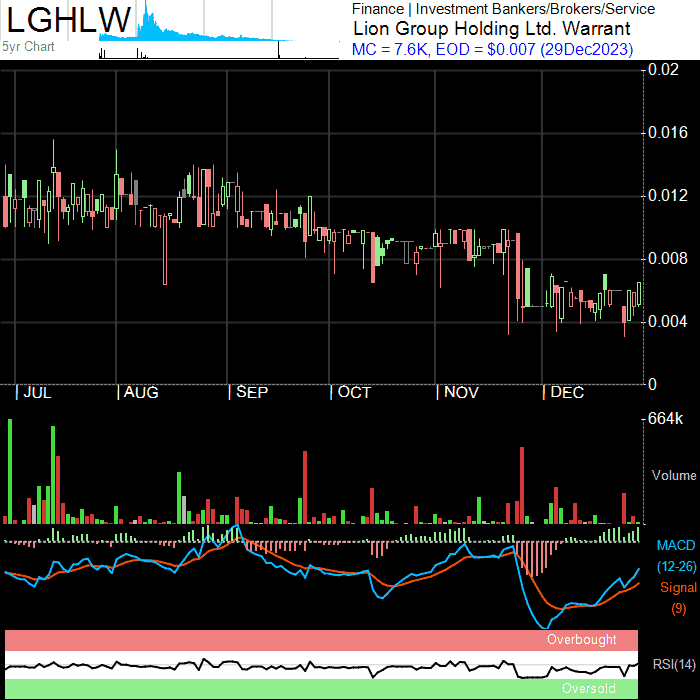 LGHLW
5yr Chart
Finance | Investment Bankers/Brokers/Service
Lion Group Holding Ltd. Warrant
MC = 7.6K, EOD = $0.007 (29Dec2023)
0.02
0.016
0.012
0.008
0.004
0
| JUL | AUG | SEP | OCT | NOV | DEC
664k
Volume
MACD
(12-26)
Signal
(9)
Overbought
RSI(14)
Oversold